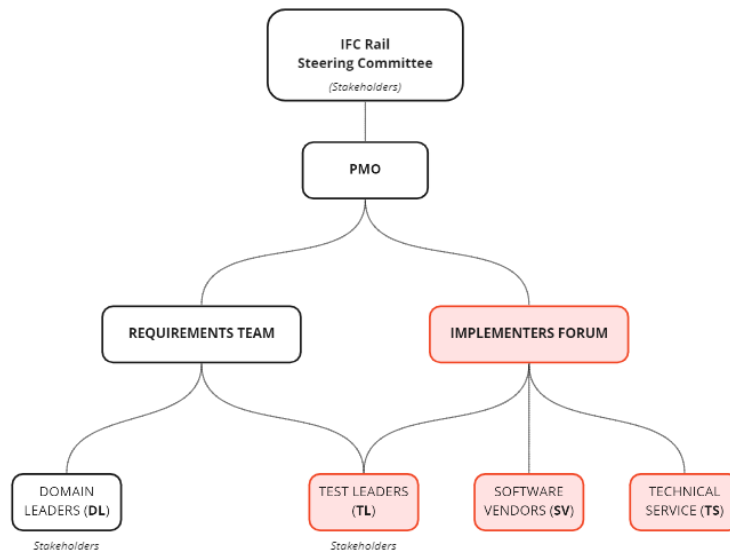 IFC Rail
Steering Committee
(Stakeholders)
PMO
REQUIREMENTS TEAM
IMPLEMENTERS FORUM
DOMAIN
LEADERS (DL)
TEST LEADERS
(TL)
SOFTWARE
VENDORS (SV)
TECHNICAL
SERVICE (TS)
Stakeholders
Stakeholders